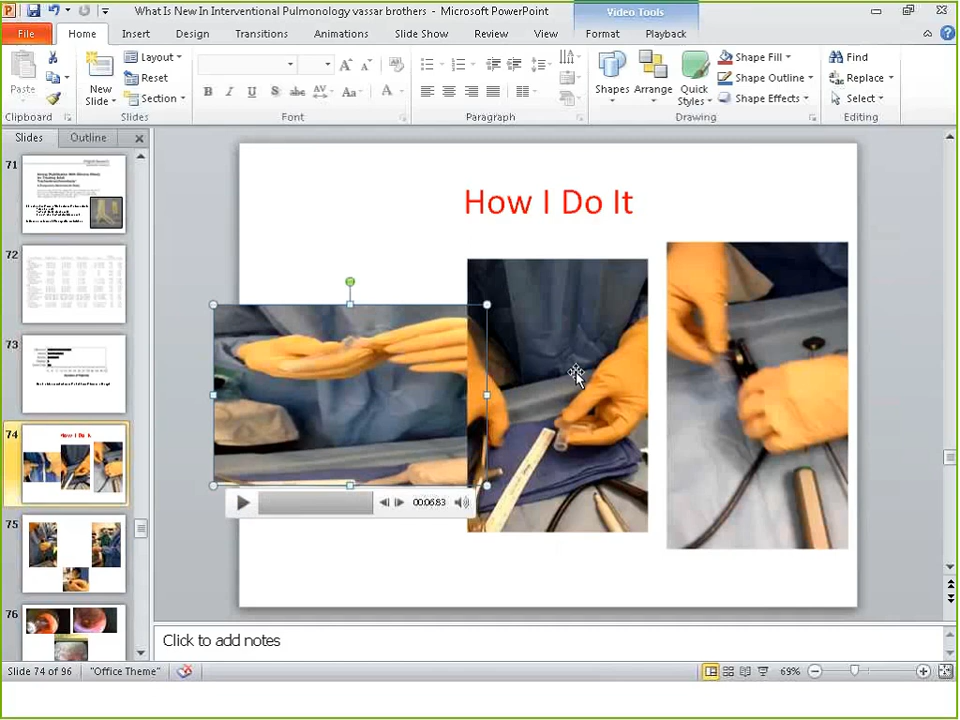 What Is New In Interventional Pulmonology vassar brothers - Microsoft PowerPoint
Video Tools
File Home Insert Design Transitions Animations Slide Show Review View Format Playback
Paste
Clipboard
New
Slide
Layout
Reset
Section
Slides
Font
Paragraph
Shapes
Arrange
Quick
Styles
Shape Fill
Shape Outline
Shape Effects
Drawing
Find
Replace
Select
Editing
Slides Outline
71
72
73
74
How I Do It
75
76
How I Do It
00:06.83
Click to add notes
Slide 74 of 96
"Office Theme"
69%